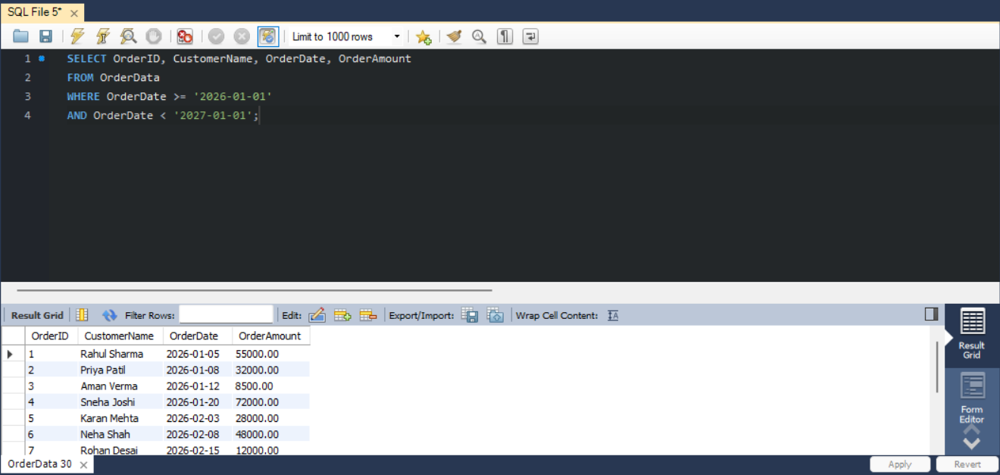 SQL File 5*
Limit to 1000 rows
1 SELECT OrderID, CustomerName, OrderDate, OrderAmount
2 FROM OrderData
3 WHERE OrderDate >= '2026-01-01'
4 AND OrderDate < '2027-01-01';
Result Grid Filter Rows: Edit: Export/Import: Wrap Cell Content:
OrderID CustomerName OrderDate OrderAmount
1 Rahul Sharma 2026-01-05 55000.00
2 Priya Patil 2026-01-08 32000.00
3 Aman Verma 2026-01-12 8500.00
4 Sneha Joshi 2026-01-20 72000.00
5 Karan Mehta 2026-02-03 28000.00
6 Neha Shah 2026-02-08 48000.00
7 Rohan Desai 2026-02-15 12000.00
Result
Grid
Form
Editor
OrderData 30
Apply Revert